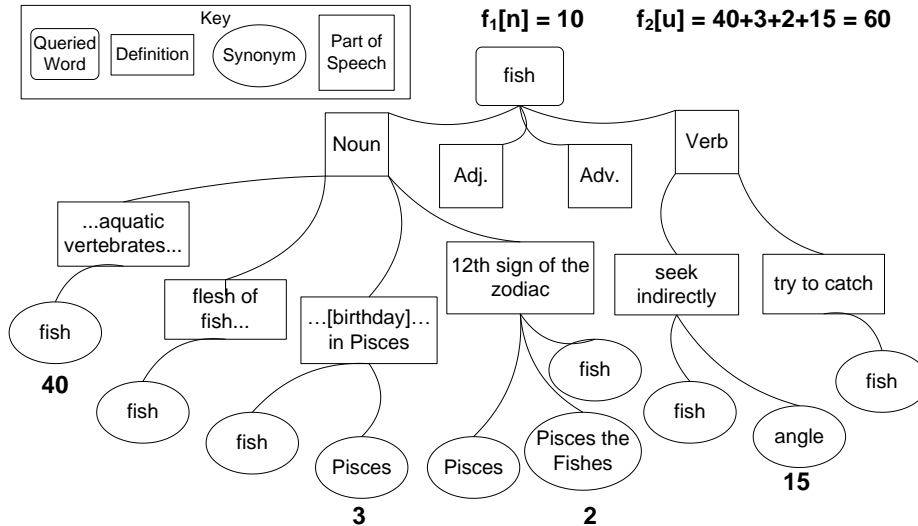 Key
Queried
Word
Definition
Synonym
Part of
Speech
f₁[n] = 10
f₂[u] = 40+3+2+15 = 60
fish
Noun
Adj.
Adv.
Verb
...aquatic
vertebrates...
flesh of
fish...
...[birthday]...
in Pisces
12th sign of the
zodiac
seek
indirectly
try to catch
fish
40
fish
fish
Pisces
3
Pisces
fish
Pisces the
Fishes
2
fish
angle
15
fish